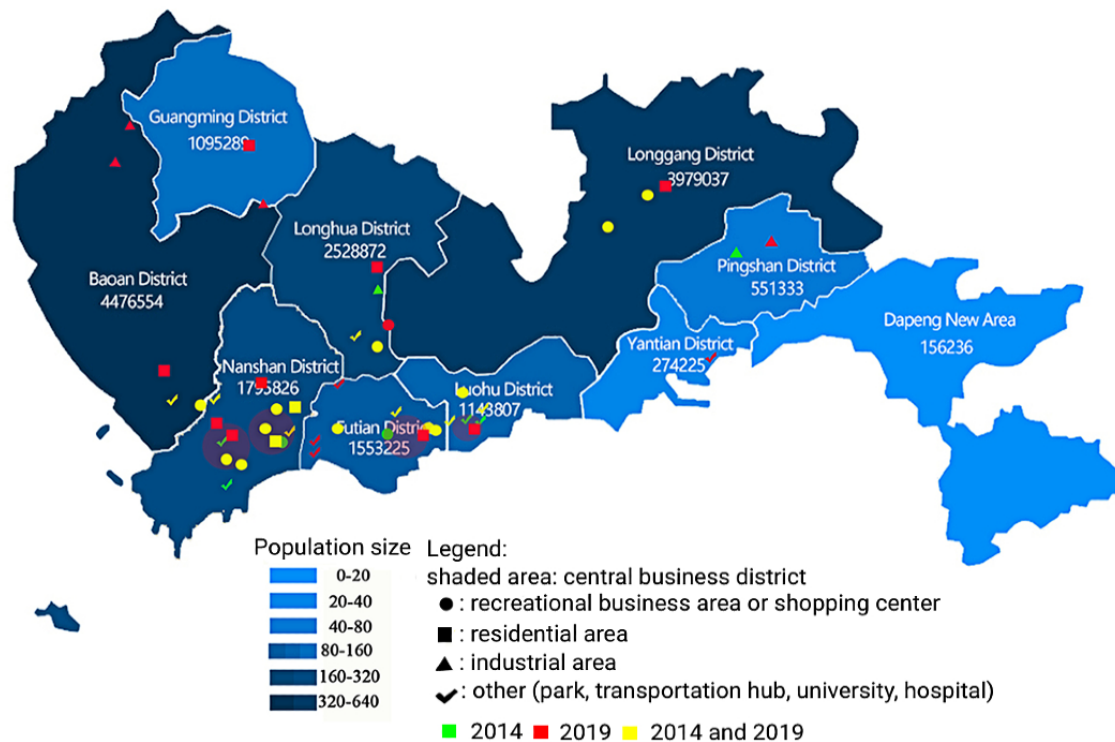 Guangming District
1095289
Longgang District
3979037
Longhua District
2528872
Baoan District
4476554
Pingshan District
551333
Dapeng New Area
156236
Yantian District
274225
Nanshan District
1795826
Luohu District
1143807
Futian District
1553225
Population size
0-20
20-40
40-80
80-160
160-320
320-640
Legend:
shaded area: central business district
: recreational business area or shopping center
: residential area
: industrial area
: other (park, transportation hub, university, hospital)
2014 2019 2014 and 2019